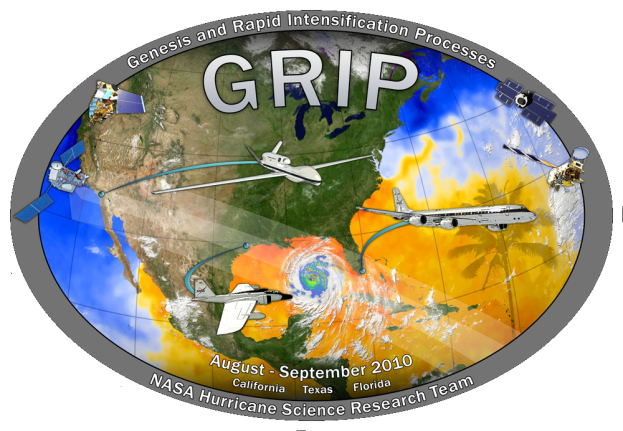 Genesis and Rapid Intensification Processes
GRIP
August - September 2010
California Texas Florida
NASA Hurricane Science Research Team